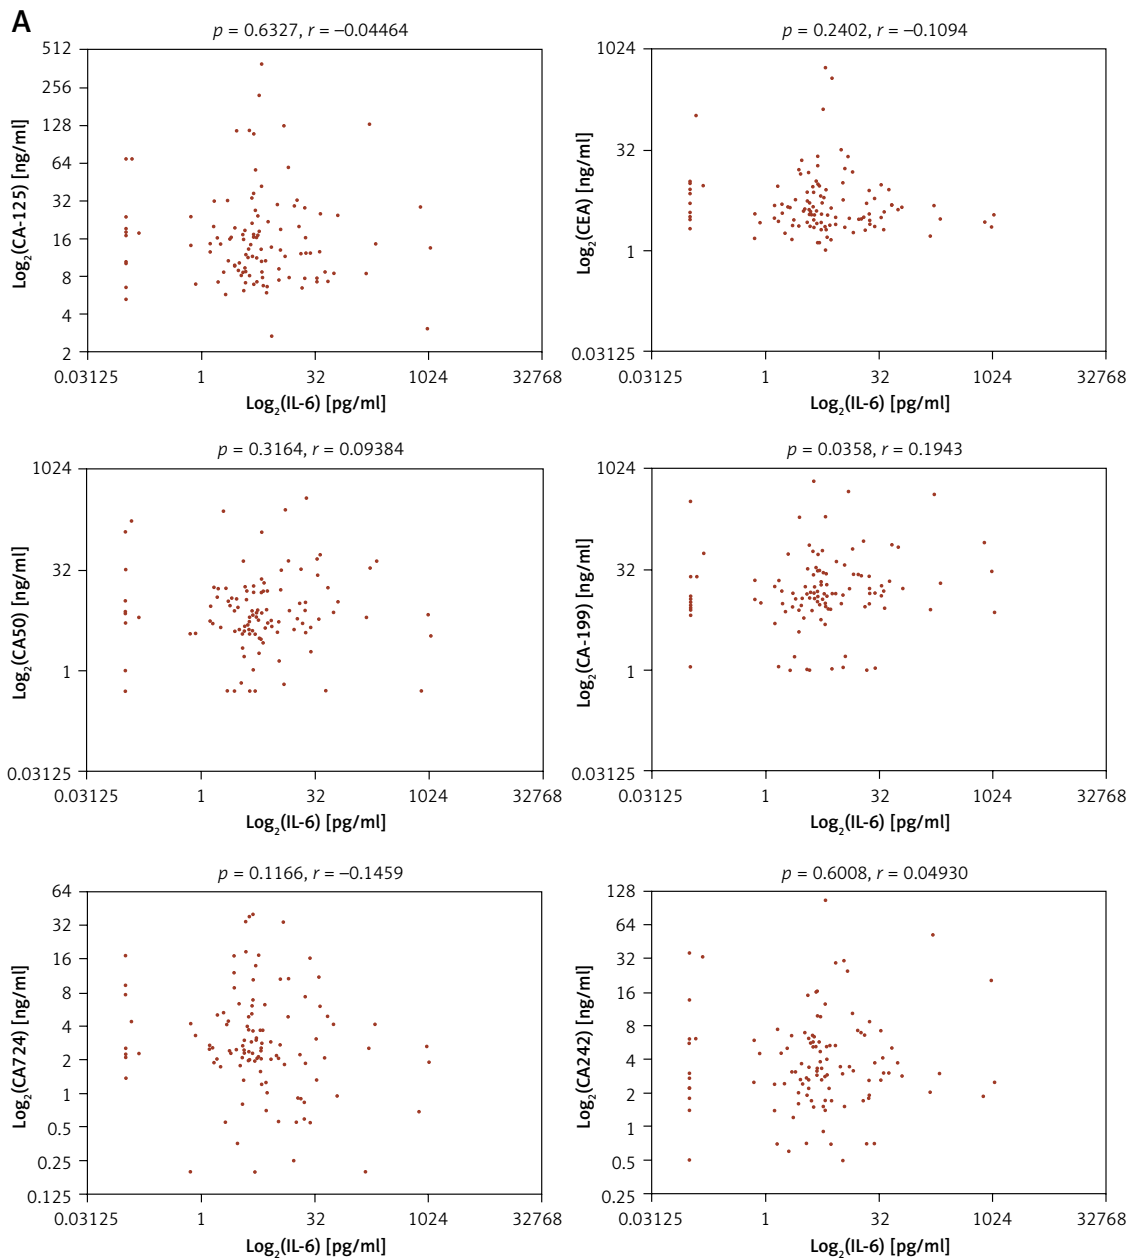 A
p = 0.6327, r = –0.04464
512
256
128
64
32
16
8
4
2
Log2(CA-125) [ng/ml]
0.03125 1 32 1024 32768
Log2(IL-6) [pg/ml]
p = 0.2402, r = –0.1094
1024
32
1
0.03125
Log2(CEA) [ng/ml]
0.03125 1 32 1024 32768
Log2(IL-6) [pg/ml]
p = 0.3164, r = 0.09384
1024
32
1
0.03125
Log2(CA50) [ng/ml]
0.03125 1 32 1024 32768
Log2(IL-6) [pg/ml]
p = 0.0358, r = 0.1943
1024
32
1
0.03125
Log2(CA-199) [ng/ml]
0.03125 1 32 1024 32768
Log2(IL-6) [pg/ml]
p = 0.1166, r = –0.1459
64
32
16
8
4
2
1
0.5
0.25
0.125
Log2(CA724) [ng/ml]
0.03125 1 32 1024 32768
Log2(IL-6) [pg/ml]
p = 0.6008, r = 0.04930
128
64
32
16
8
4
2
1
0.5
0.25
Log2(CA242) [ng/ml]
0.03125 1 32 1024 32768
Log2(IL-6) [pg/ml]